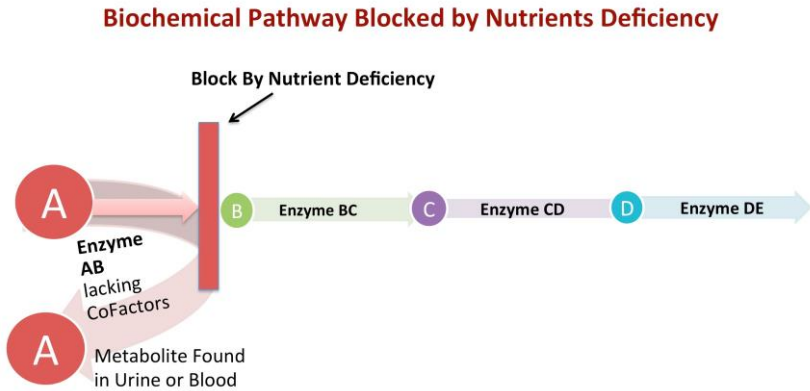 Biochemical Pathway Blocked by Nutrients Deficiency
Block By Nutrient Deficiency
A
B
Enzyme BC
C
Enzyme CD
D
Enzyme DE
Enzyme
AB
lacking
CoFactors
A
Metabolite Found
in Urine or Blood